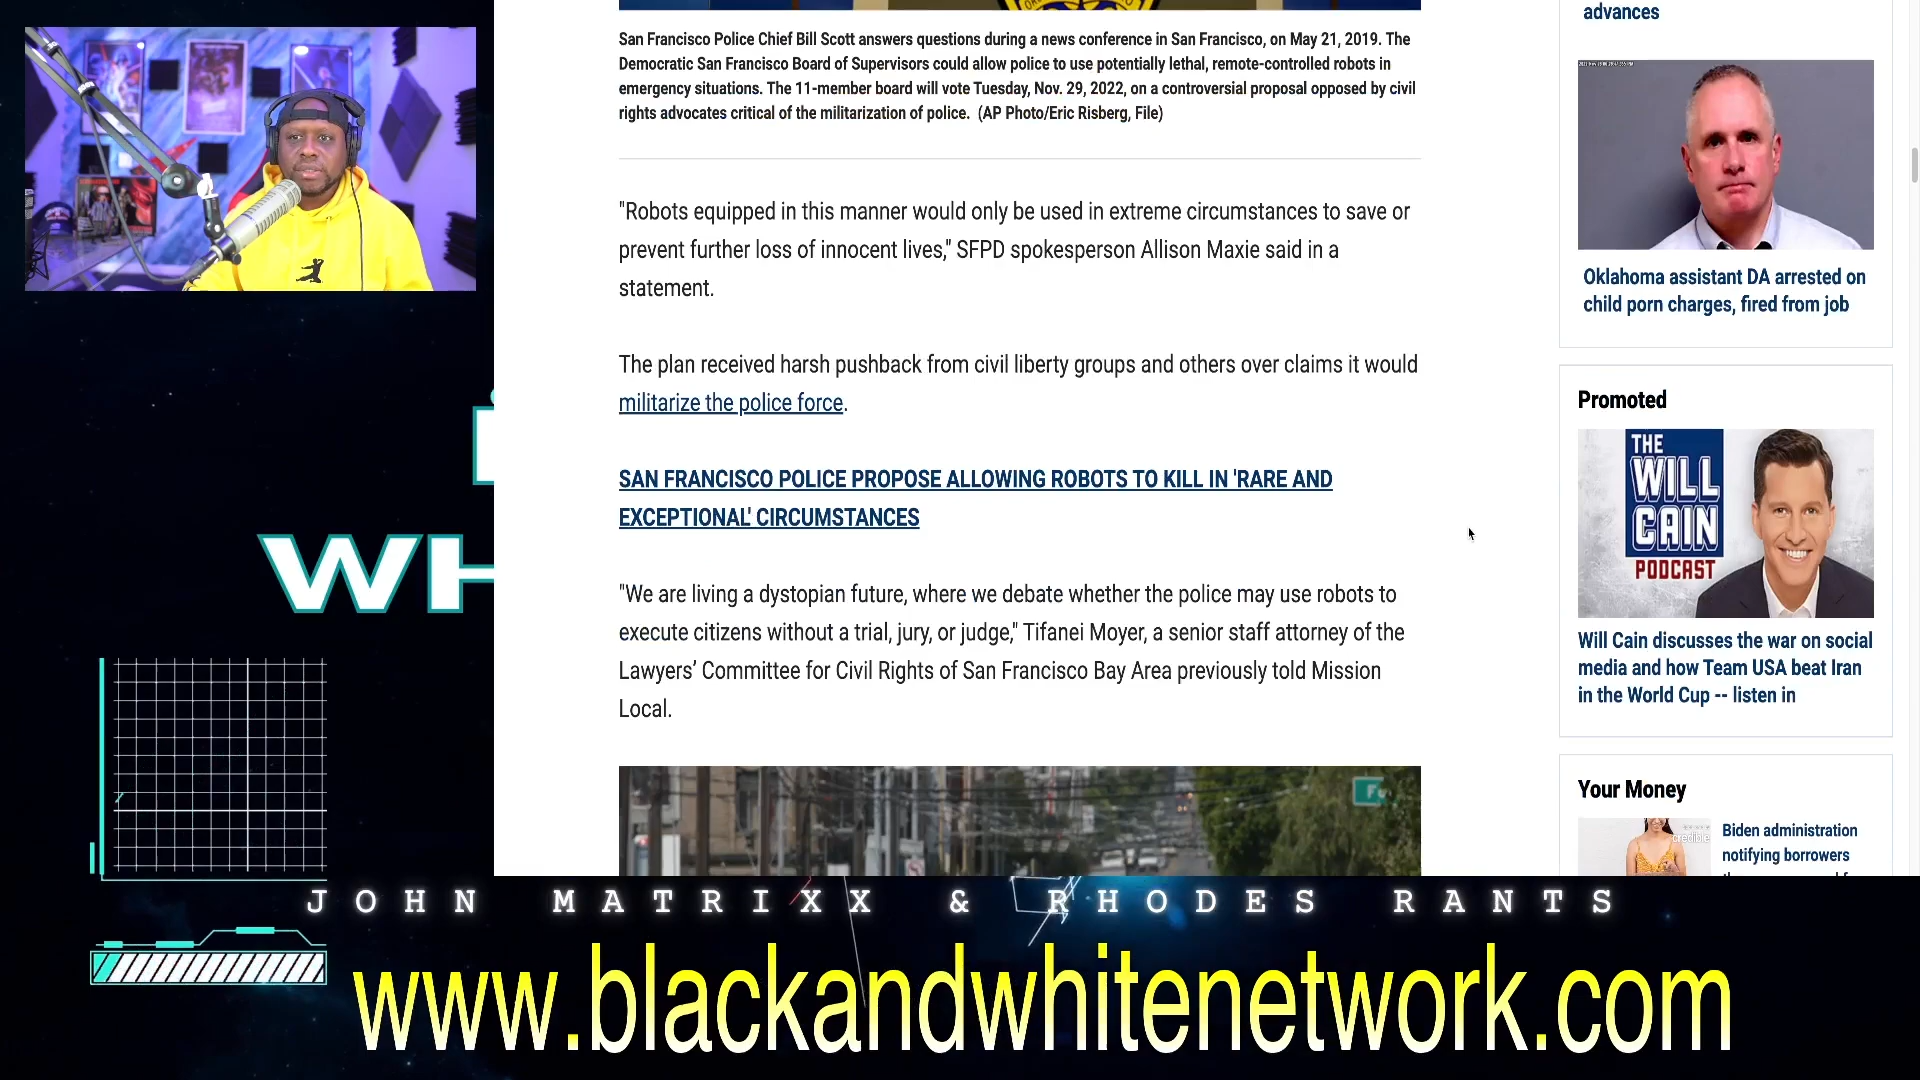 San Francisco Police Chief Bill Scott answers questions during a news conference in San Francisco, on May 21, 2019. The
Democratic San Francisco Board of Supervisors could allow police to use potentially lethal, remote-controlled robots in
emergency situations. The 11-member board will vote Tuesday, Nov. 29, 2022, on a controversial proposal opposed by civil
rights advocates critical of the militarization of police. (AP Photo/Eric Risberg, File)
"Robots equipped in this manner would only be used in extreme circumstances to save or
prevent further loss of innocent lives," SFPD spokesperson Allison Maxie said in a
statement.
The plan received harsh pushback from civil liberty groups and others over claims it would
militarize the police force.
SAN FRANCISCO POLICE PROPOSE ALLOWING ROBOTS TO KILL IN 'RARE AND
EXCEPTIONAL' CIRCUMSTANCES
"We are living a dystopian future, where we debate whether the police may use robots to
execute citizens without a trial, jury, or judge," Tifanei Moyer, a senior staff attorney of the
Lawyers’ Committee for Civil Rights of San Francisco Bay Area previously told Mission
Local.
advances
Oklahoma assistant DA arrested on
child porn charges, fired from job
Promoted
THE
WILL
CAIN
PODCAST
Will Cain discusses the war on social
media and how Team USA beat Iran
in the World Cup -- listen in
Your Money
credible
Biden administration
notifying borrowers
WH
JOHN MATRIXX & RHODES RANTS
www.blackandwhitenetwork.com